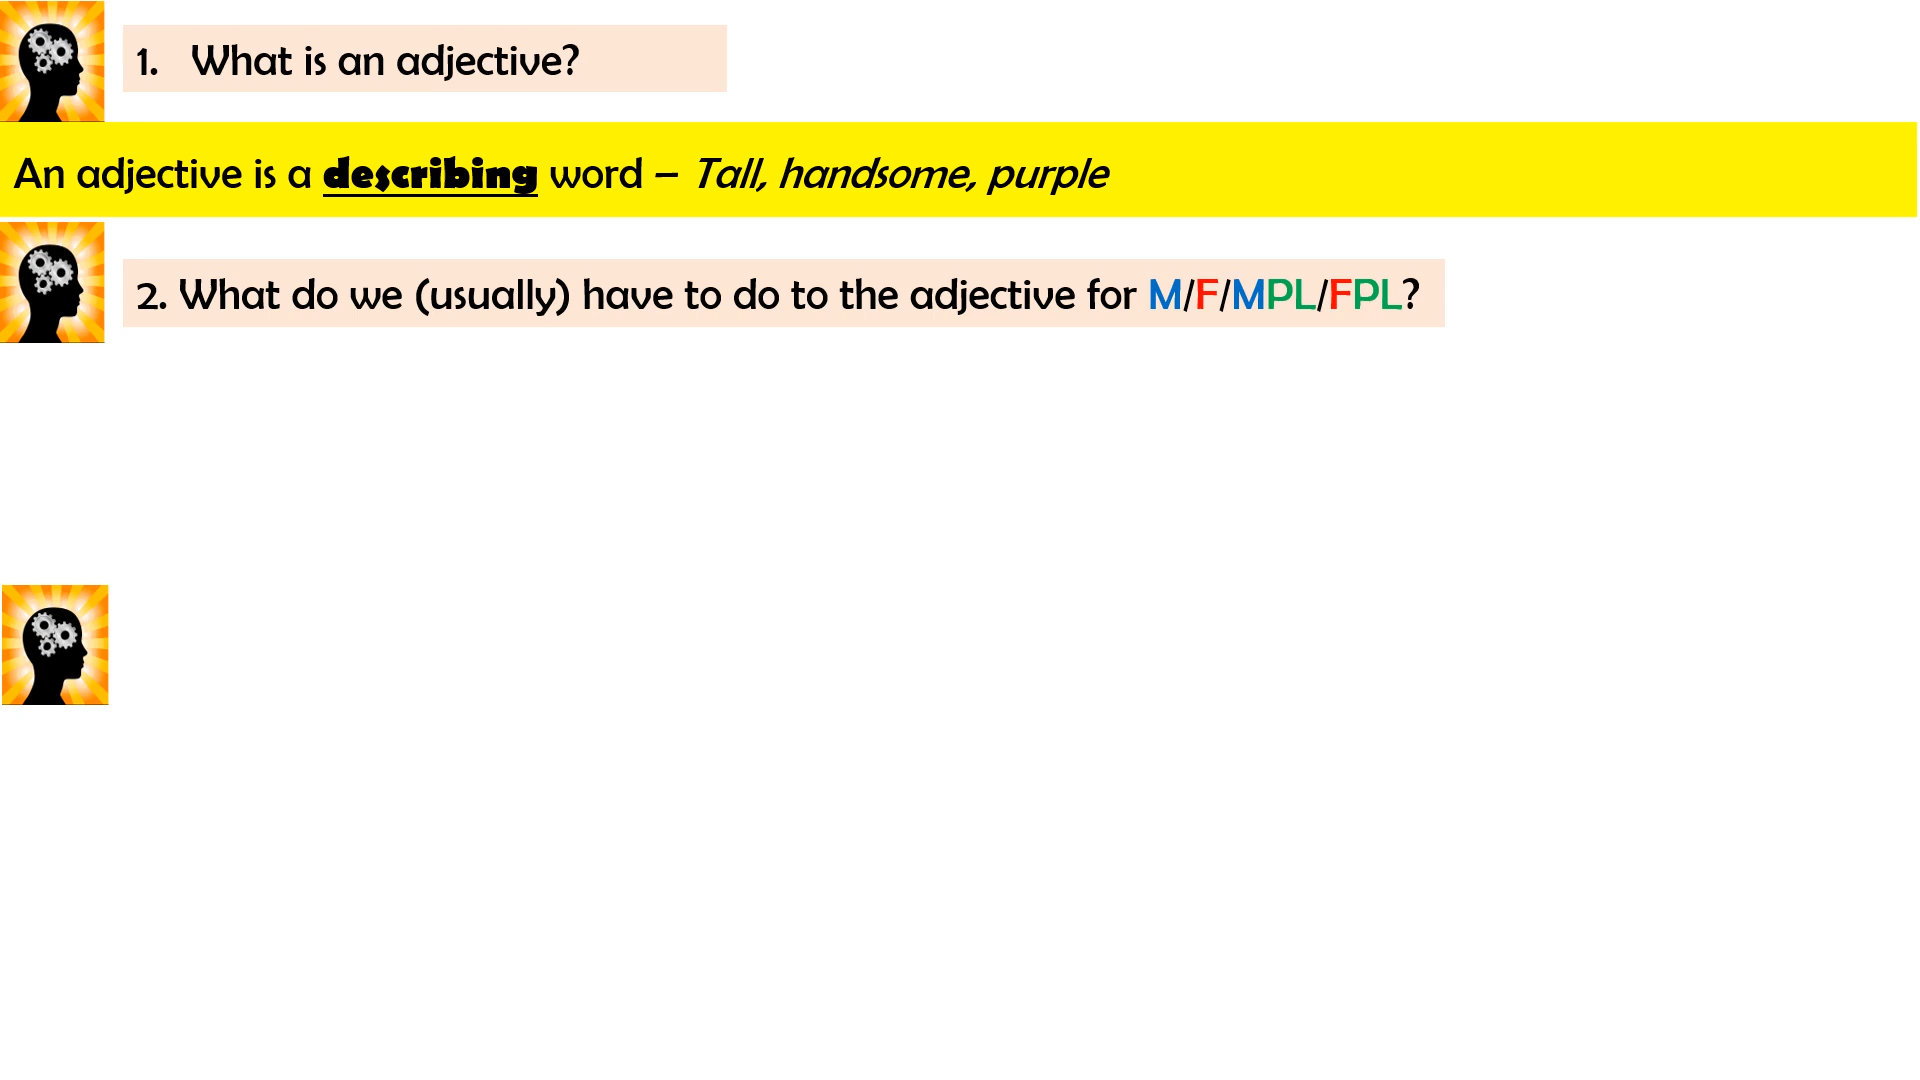 1. What is an adjective?
An adjective is a describing word – Tall, handsome, purple
2. What do we (usually) have to do to the adjective for M/F/MPL/FPL?